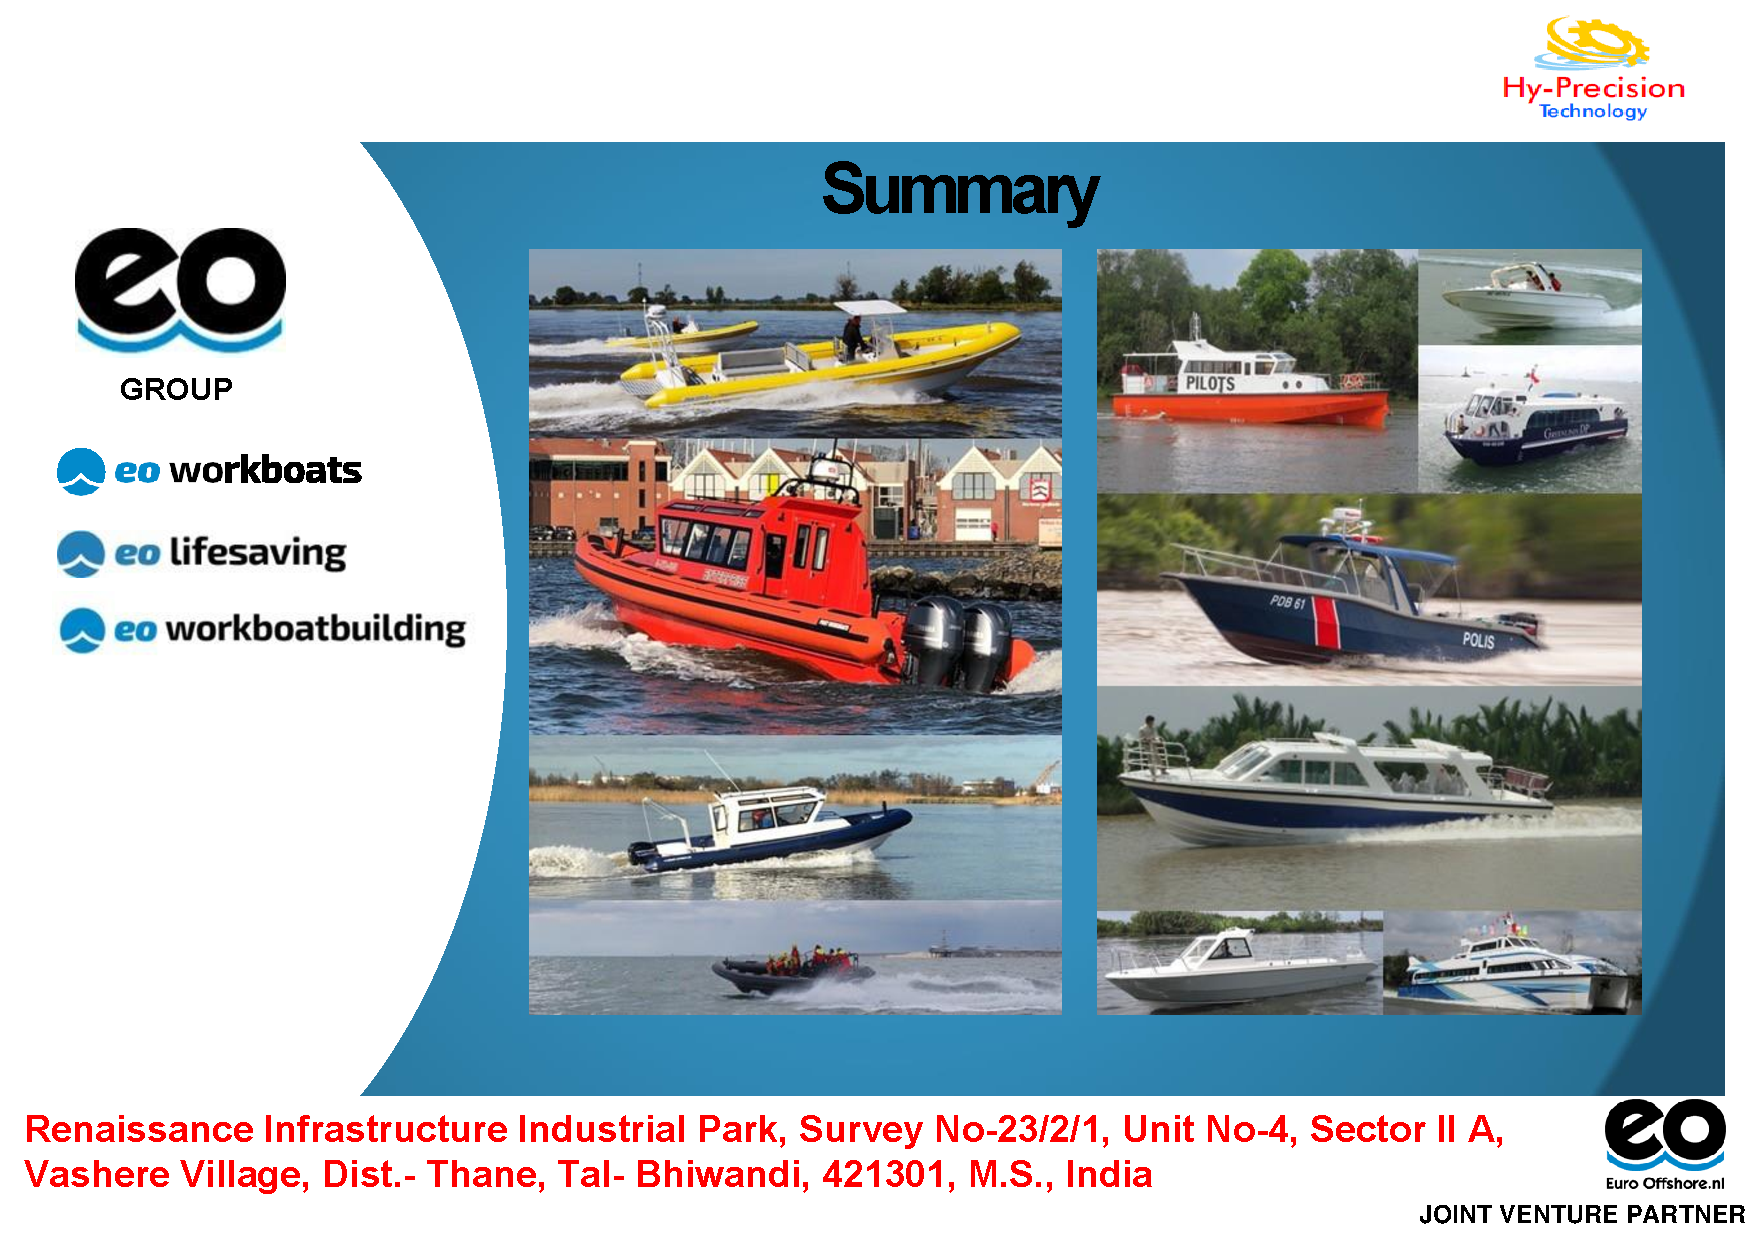 Hy-Precision
Technology
Summary
eo
GROUP
eo workboats
eo lifesaving
eo workboatbuilding
PILOTS
PDB 61
POLIS
Renaissance Infrastructure Industrial Park, Survey No-23/2/1, Unit No-4, Sector II A,
Vashere Village, Dist.- Thane, Tal- Bhiwandi, 421301, M.S., India
eo
Euro Offshore.nl
JOINT VENTURE PARTNER